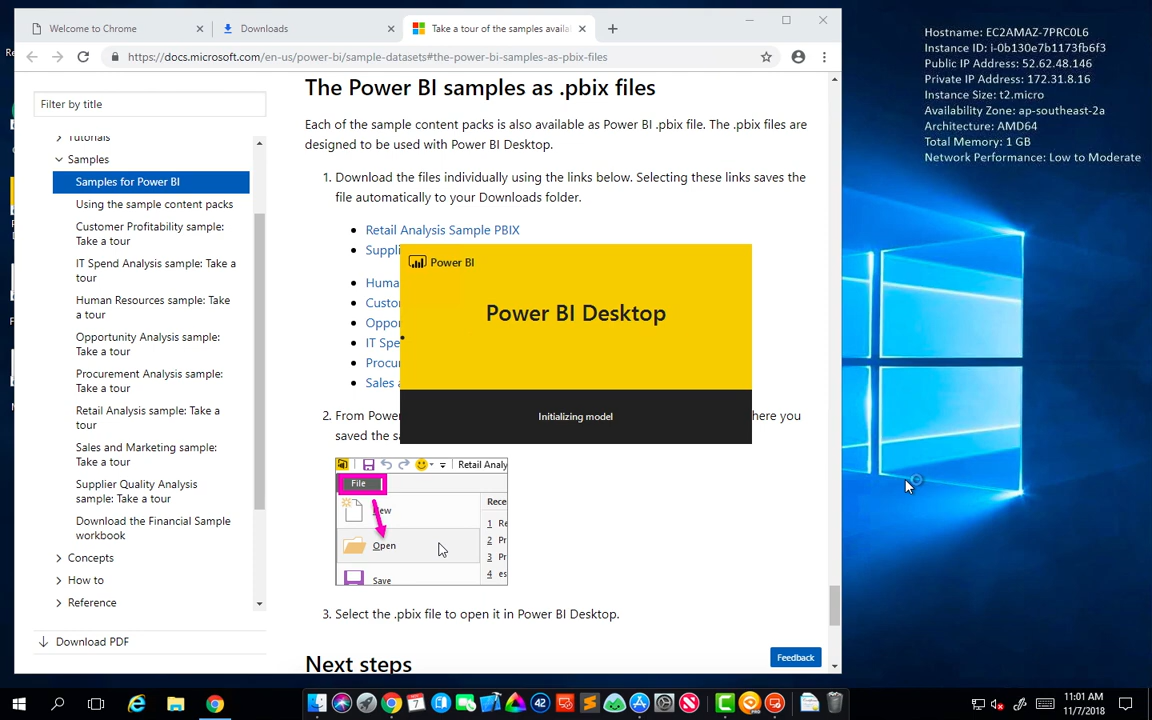 Welcome to Chrome
Downloads
Take a tour of the samples availa
https://docs.microsoft.com/en-us/power-bi/sample-datasets#the-power-bi-samples-as-pbix-files
Hostname: EC2AMAZ-7PRC0L6
Instance ID: i-0b130e7b1173fb6f3
Public IP Address: 52.62.48.146
Private IP Address: 172.31.8.16
Instance Size: t2.micro
Availability Zone: ap-southeast-2a
Architecture: AMD64
Total Memory: 1 GB
Network Performance: Low to Moderate
Filter by title
Tutorials
Samples
Samples for Power BI
Using the sample content packs
Customer Profitability sample:
Take a tour
IT Spend Analysis sample: Take a
tour
Human Resources sample: Take
a tour
Opportunity Analysis sample:
Take a tour
Procurement Analysis sample:
Take a tour
Retail Analysis sample: Take a
tour
Sales and Marketing sample:
Take a tour
Supplier Quality Analysis
sample: Take a tour
Download the Financial Sample
workbook
Concepts
How to
Reference
Download PDF
The Power BI samples as .pbix files
Each of the sample content packs is also available as Power BI .pbix file. The .pbix files are
designed to be used with Power BI Desktop.
1. Download the files individually using the links below. Selecting these links saves the
file automatically to your Downloads folder.
Retail Analysis Sample PBIX
Suppli
Huma
Custo
Oppor
IT Spe
Procur
Sales a
Power BI
Power BI Desktop
Initializing model
2. From Power
here you
saved the sa
Retail Analy
File
New
Open
Save
Rece
1 Re
2 Pr
3 Pr
4 es
3. Select the .pbix file to open it in Power BI Desktop.
Next steps
Feedback
7
42
11:01 AM
11/7/2018